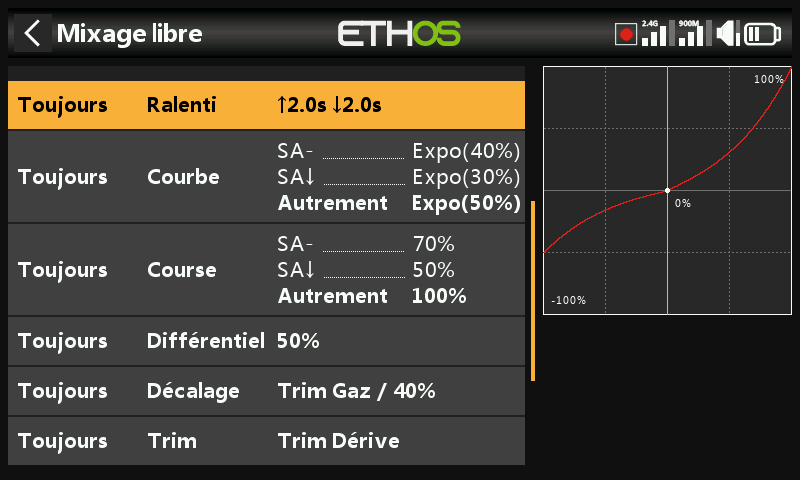 Mixage libre
ETHOS
2.4G
900M
Toujours Ralenti ↑2.0s ↓2.0s
Toujours Courbe
SA- Expo(40%)
SA↓ Expo(30%)
Autrement Expo(50%)
Toujours Course
SA- 70%
SA↓ 50%
Autrement 100%
Toujours Différentiel 50%
Toujours Décalage Trim Gaz / 40%
Toujours Trim Trim Dérive
100%
0%
-100%